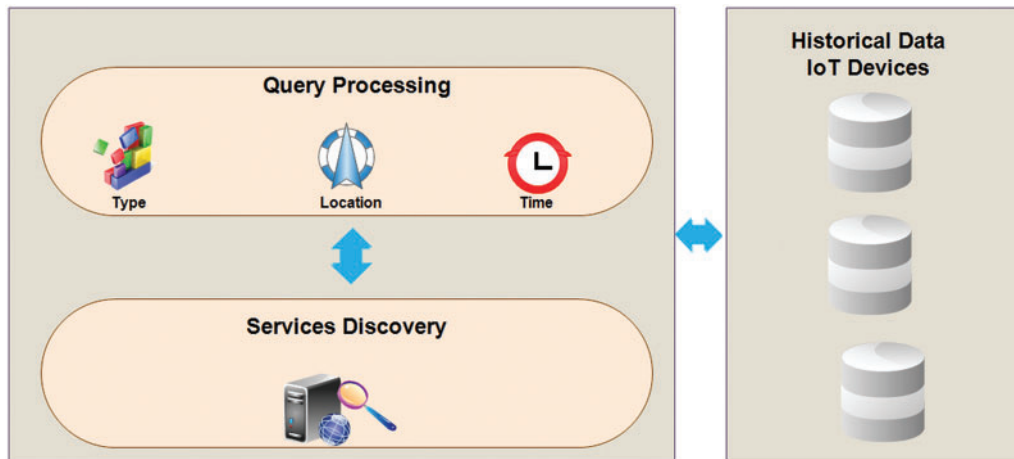 Query Processing
Type
Location
Time
Services Discovery
Historical Data
IoT Devices